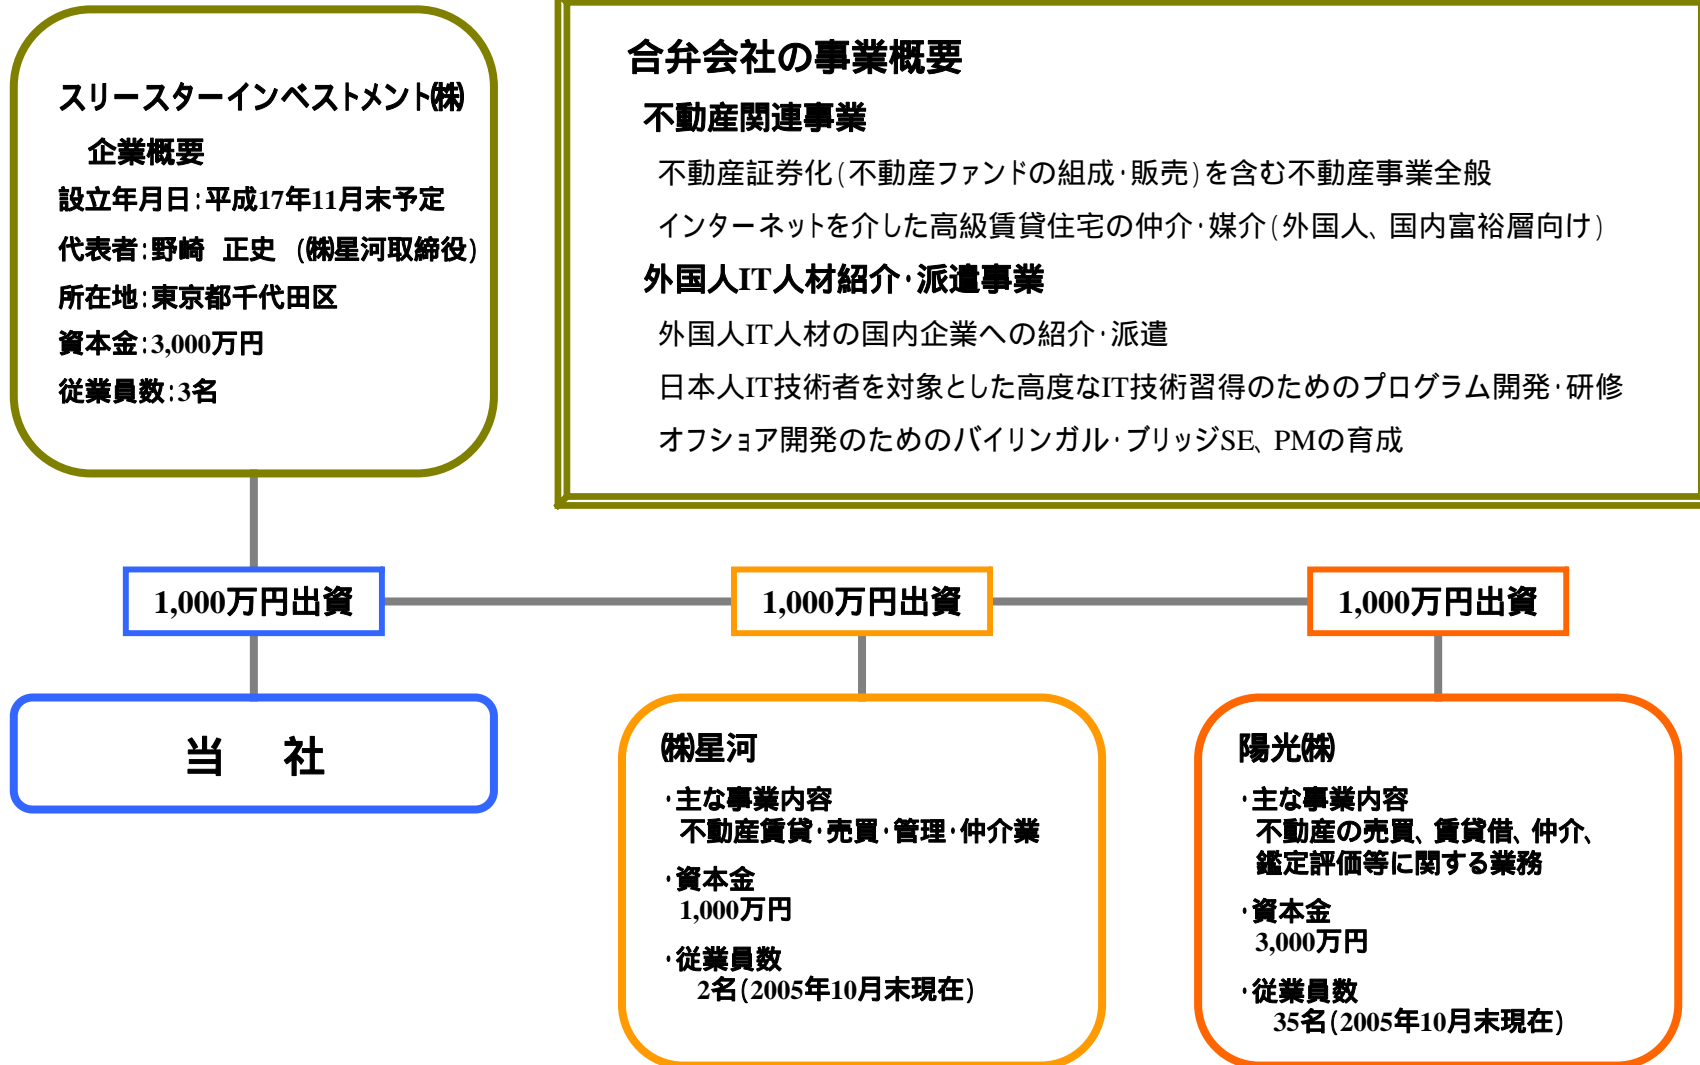 スリースターインベストメント㈱
企業概要
設立年月日:平成17年11月末予定
代表者:野崎 正史 (㈱星河取締役)
所在地:東京都千代田区
資本金:3,000万円
従業員数:3名
合弁会社の事業概要
不動産関連事業
不動産証券化(不動産ファンドの組成・販売)を含む不動産事業全般
インターネットを介した高級賃貸住宅の仲介・媒介(外国人、国内富裕層向け)
外国人IT人材紹介・派遣事業
外国人IT人材の国内企業への紹介・派遣
日本人IT技術者を対象とした高度なIT技術習得のためのプログラム開発・研修
オフショア開発のためのバイリンガル・ブリッジSE、PMの育成
1,000万円出資
1,000万円出資
1,000万円出資
当 社
㈱星河
・主な事業内容
不動産賃貸・売買・管理・仲介業
・資本金
1,000万円
・従業員数
2名(2005年10月末現在)
陽光㈱
・主な事業内容
不動産の売買、賃貸借、仲介、
鑑定評価等に関する業務
・資本金
3,000万円
・従業員数
35名(2005年10月末現在)